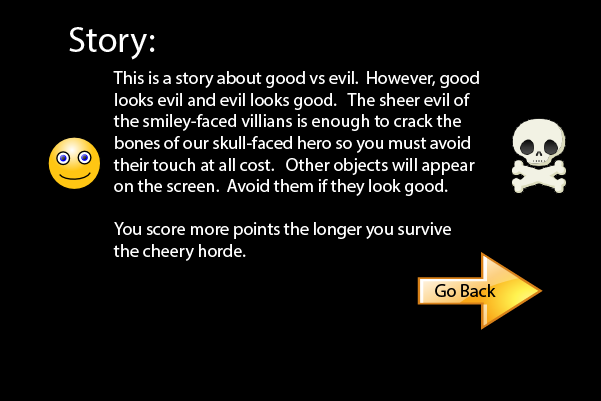 Story:
This is a story about good vs evil.  However, good
looks evil and evil looks good.   The sheer evil of
the smiley-faced villians is enough to crack the
bones of our skull-faced hero so you must avoid
their touch at all cost.   Other objects will appear
on the screen.  Avoid them if they look good.
You score more points the longer you survive
the cheery horde.
Go Back